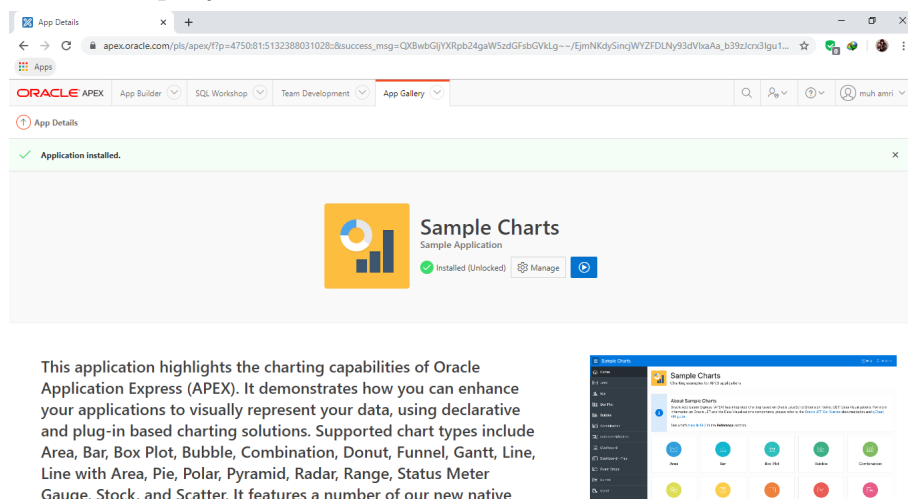 App Details
apex.oracle.com/pls/apex/f?p=4750:81:5132388031028::&success_msg=QXBwbGljYXRpb24gaW5zdGFsbGVkLg~~/EjmNKdySincjWYZFDLNy93dVlxaAa_b39zJcrx3lgu1...
Apps
ORACLE APEX App Builder SQL Workshop Team Development App Gallery muh amri
App Details
Application installed.
Sample Charts
Sample Application
Installed (Unlocked) Manage
This application highlights the charting capabilities of Oracle
Application Express (APEX). It demonstrates how you can enhance
your applications to visually represent your data, using declarative
and plug-in based charting solutions. Supported chart types include
Area, Bar, Box Plot, Bubble, Combination, Donut, Funnel, Gantt, Line,
Line with Area, Pie, Polar, Pyramid, Radar, Range, Status Meter
Gauge, Stock, and Scatter. It features a number of our new native
Sample Charts
Home
Sample Charts
About Sample Charts
Area Bar Box Plot Bubble Combination